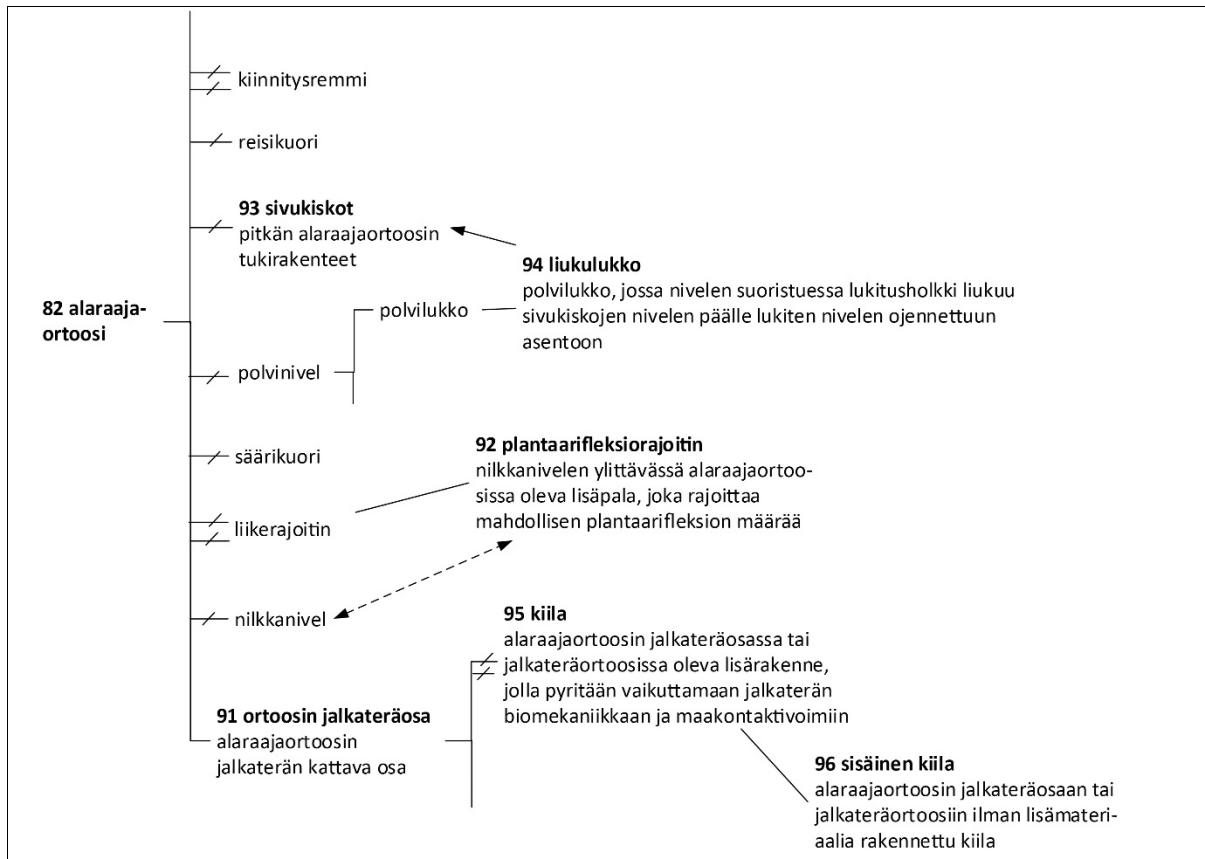 kiinnitysremmi
reisikuori
93 sivukiskot
pitkän alaraajaortoosin
tukirakenteet
94 liukulukko
polvilukko, jossa nivelen suoristuessa lukitusholkki liukuu
sivukiskojen nivelen päälle lukiten nivelen ojennettuun
asentoon
82 alaraaja-
ortoosi
polvilukko
polvinivel
säärikuori
92 plantaarifleksiorajoitin
nilkkanivelen ylittävässä alaraajaortoo-
sissa oleva lisäpala, joka rajoittaa
mahdollisen plantaarifleksion määrää
liikerajoitin
nilkkanivel
95 kiila
alaraajaortoosin jalkateräosassa tai
jalkateräortoosissa oleva lisärakenne,
jolla pyritään vaikuttamaan jalkaterän
biomekaniikkaan ja maakontaktivoimiin
91 ortoosin jalkateräosa
alaraajaortoosin
jalkaterän kattava osa
96 sisäinen kiila
alaraajaortoosin jalkateräosaan tai
jalkateräortoosiin ilman lisämateri-
aalia rakennettu kiila